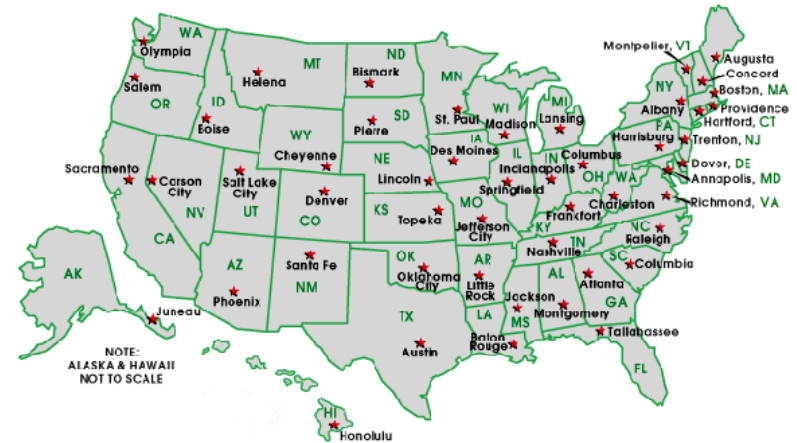 WA
Olympia
Salem
OR
ID
Boise
MT
Helena
ND
Bismark
SD
Pierre
WY
Cheyenne
NE
Lincoln
MN
St. Paul
WI
Madison
MI
Lansing
IA
Des Moines
IL
Springfield
IN
Indianapolis
Columbus
OH
WA
Charleston
PA
Harrisburg
NY
Albany
Montpelier, VT
Augusta
Concord
Boston, MA
Providence
Hartford, CT
Trenton, NJ
Dover, DE
Annapolis, MD
Richmond, VA
Sacramento
Carson
City
NV
CA
Salt Lake
City
UT
Denver
CO
KS
Topeka
MO
Jefferson
City
Frankfort
KY
Nashville
TN
NC
Raleigh
SC
Columbia
AZ
Phoenix
Santa Fe
NM
OK
Oklahoma
City
AR
Little
Rock
TX
Austin
LA
Baton
Rouge
Jackson
MS
AL
Montgomery
Atlanta
GA
Tallahassee
FL
AK
Juneau
HI
Honolulu
NOTE:
ALASKA & HAWAII
NOT TO SCALE